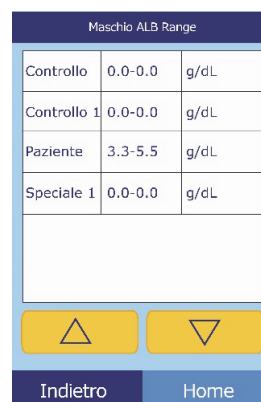 Maschio ALB Range
Controllo 0.0-0.0 g/dL
Controllo 1 0.0-0.0 g/dL
Paziente 3.3-5.5 g/dL
Speciale 1 0.0-0.0 g/dL
Indietro Home